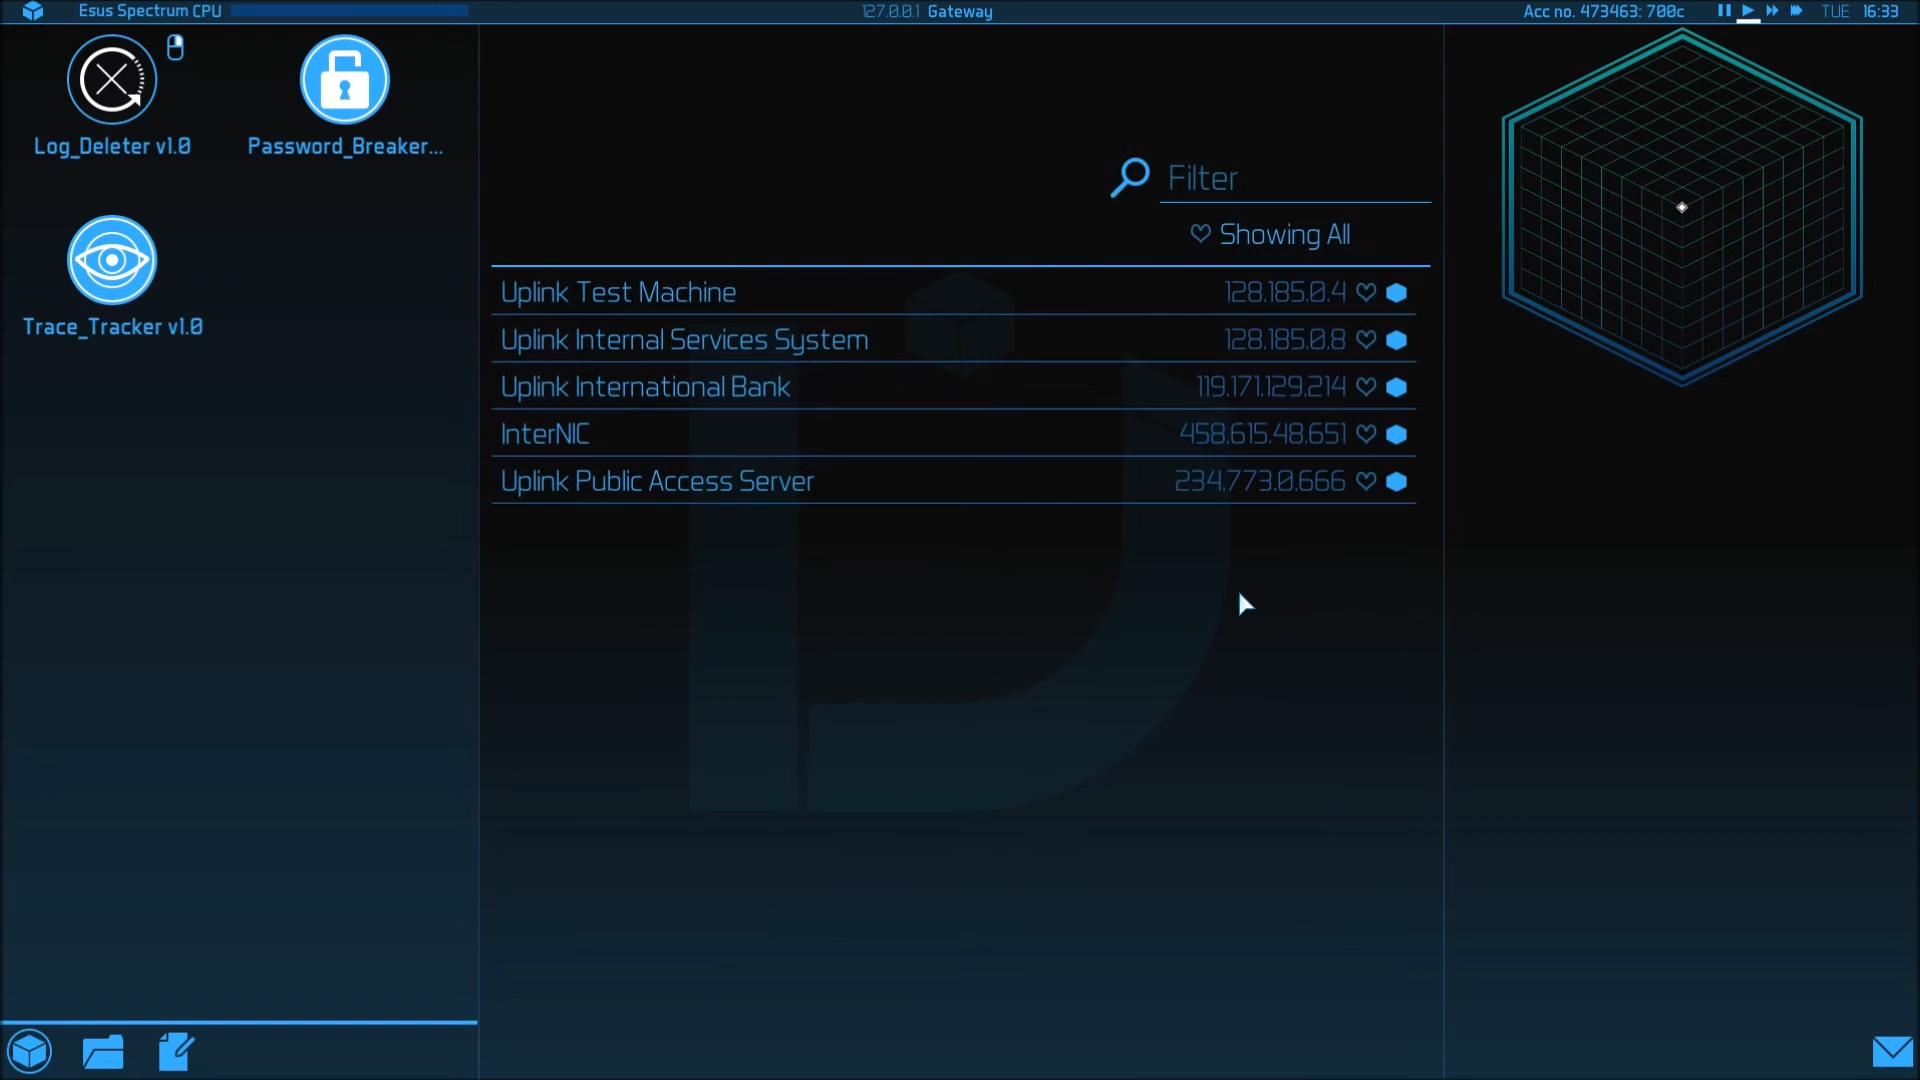 Esus Spectrum CPU
127.0.0.1 Gateway
Acc no. 473463: 700c
TUE 16:33
Log_Deleter v1.0
Password_Breaker...
Trace_Tracker v1.0
Filter
Showing All
Uplink Test Machine 128.185.0.4
Uplink Internal Services System 128.185.0.8
Uplink International Bank 119.171.129.214
InterNIC 458.615.48.651
Uplink Public Access Server 234.773.0.666